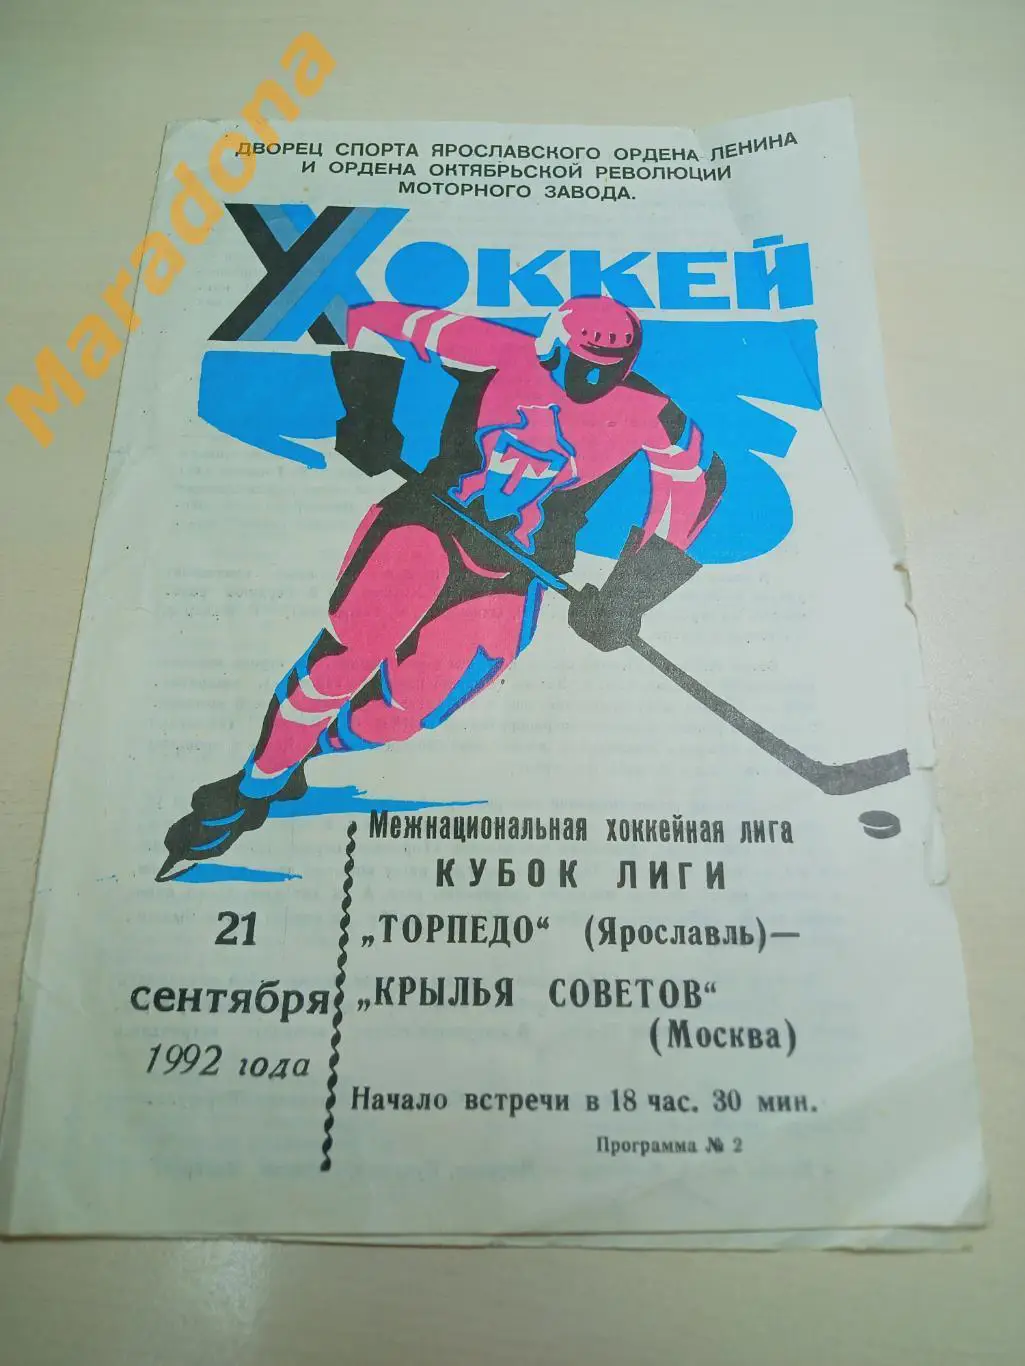 Maradona
ДВОРЕЦ СПОРТА ЯРОСЛАВСКОГО ОРДЕНА ЛЕНИНА
И ОРДЕНА ОКТЯБРЬСКОЙ РЕВОЛЮЦИИ
МОТОРНОГО ЗАВОДА.
ХОККЕЙ
Т
Межнациональная хоккейная лига
КУБОК ЛИГИ
21
сентября
1992 года
„ТОРПЕДО“ (Ярославль)—
„КРЫЛЬЯ СОВЕТОВ“
(Москва)
Начало встречи в 18 час. 30 мин.
Программа № 2